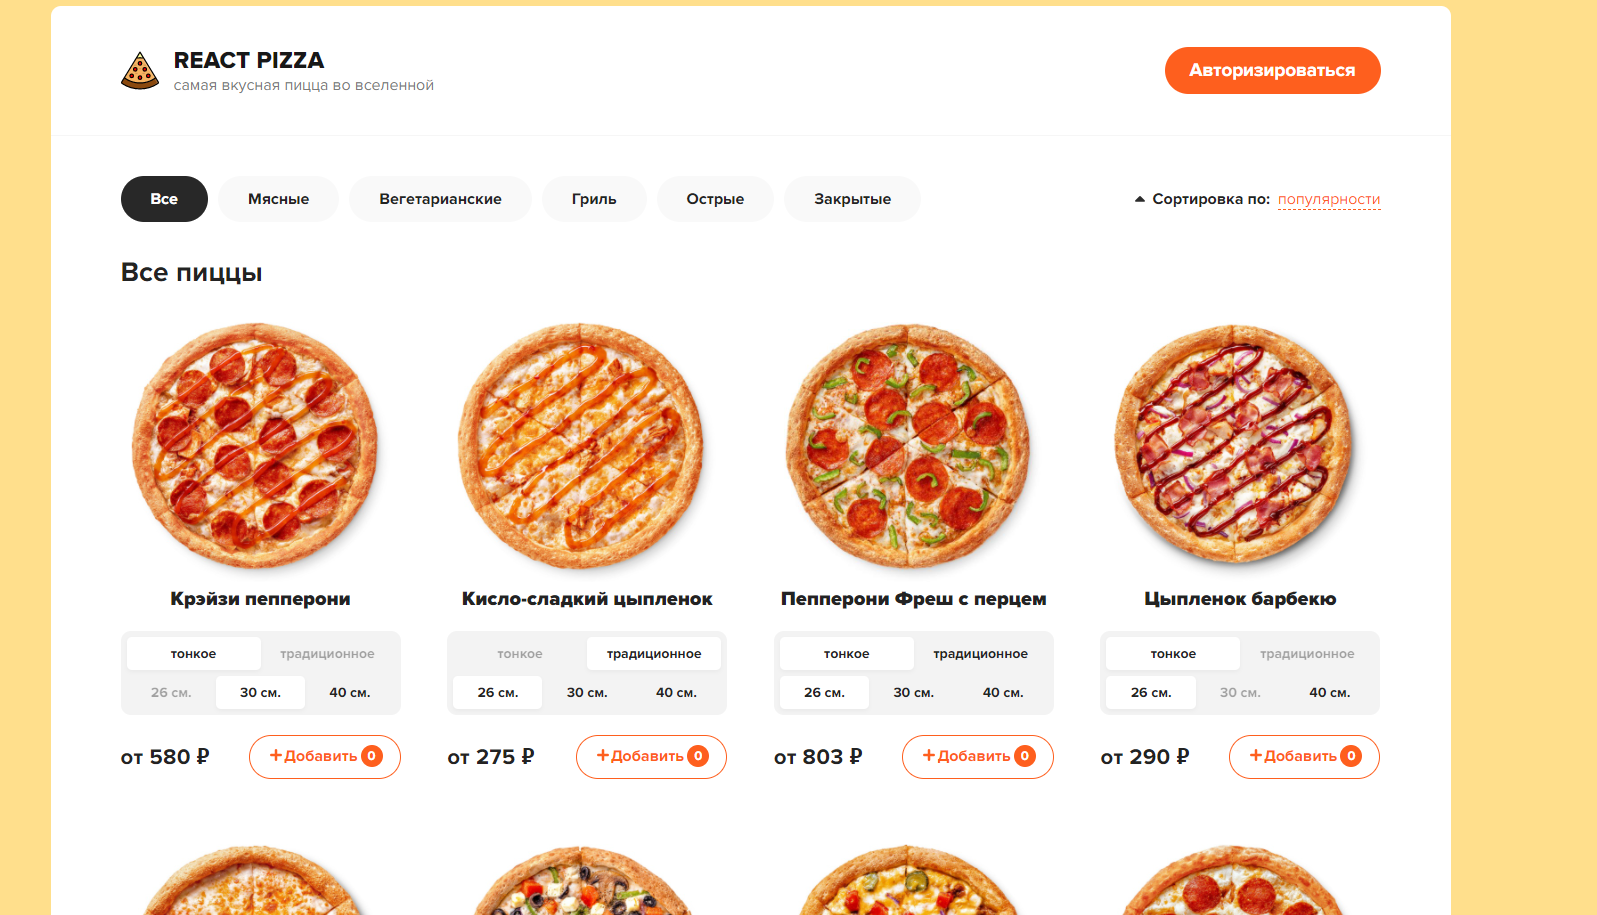 REACT PIZZA
самая вкусная пицца во вселенной
Авторизироваться
Все
Мясные
Вегетарианские
Гриль
Острые
Закрытые
Сортировка по: популярности
Все пиццы
Крэйзи пепперони
тонкое традиционное
26 см. 30 см. 40 см.
от 580 ₽
+Добавить 0
Кисло-сладкий цыпленок
тонкое традиционное
26 см. 30 см. 40 см.
от 275 ₽
+Добавить 0
Пепперони Фреш с перцем
тонкое традиционное
26 см. 30 см. 40 см.
от 803 ₽
+Добавить 0
Цыпленок барбекю
тонкое традиционное
26 см. 30 см. 40 см.
от 290 ₽
+Добавить 0